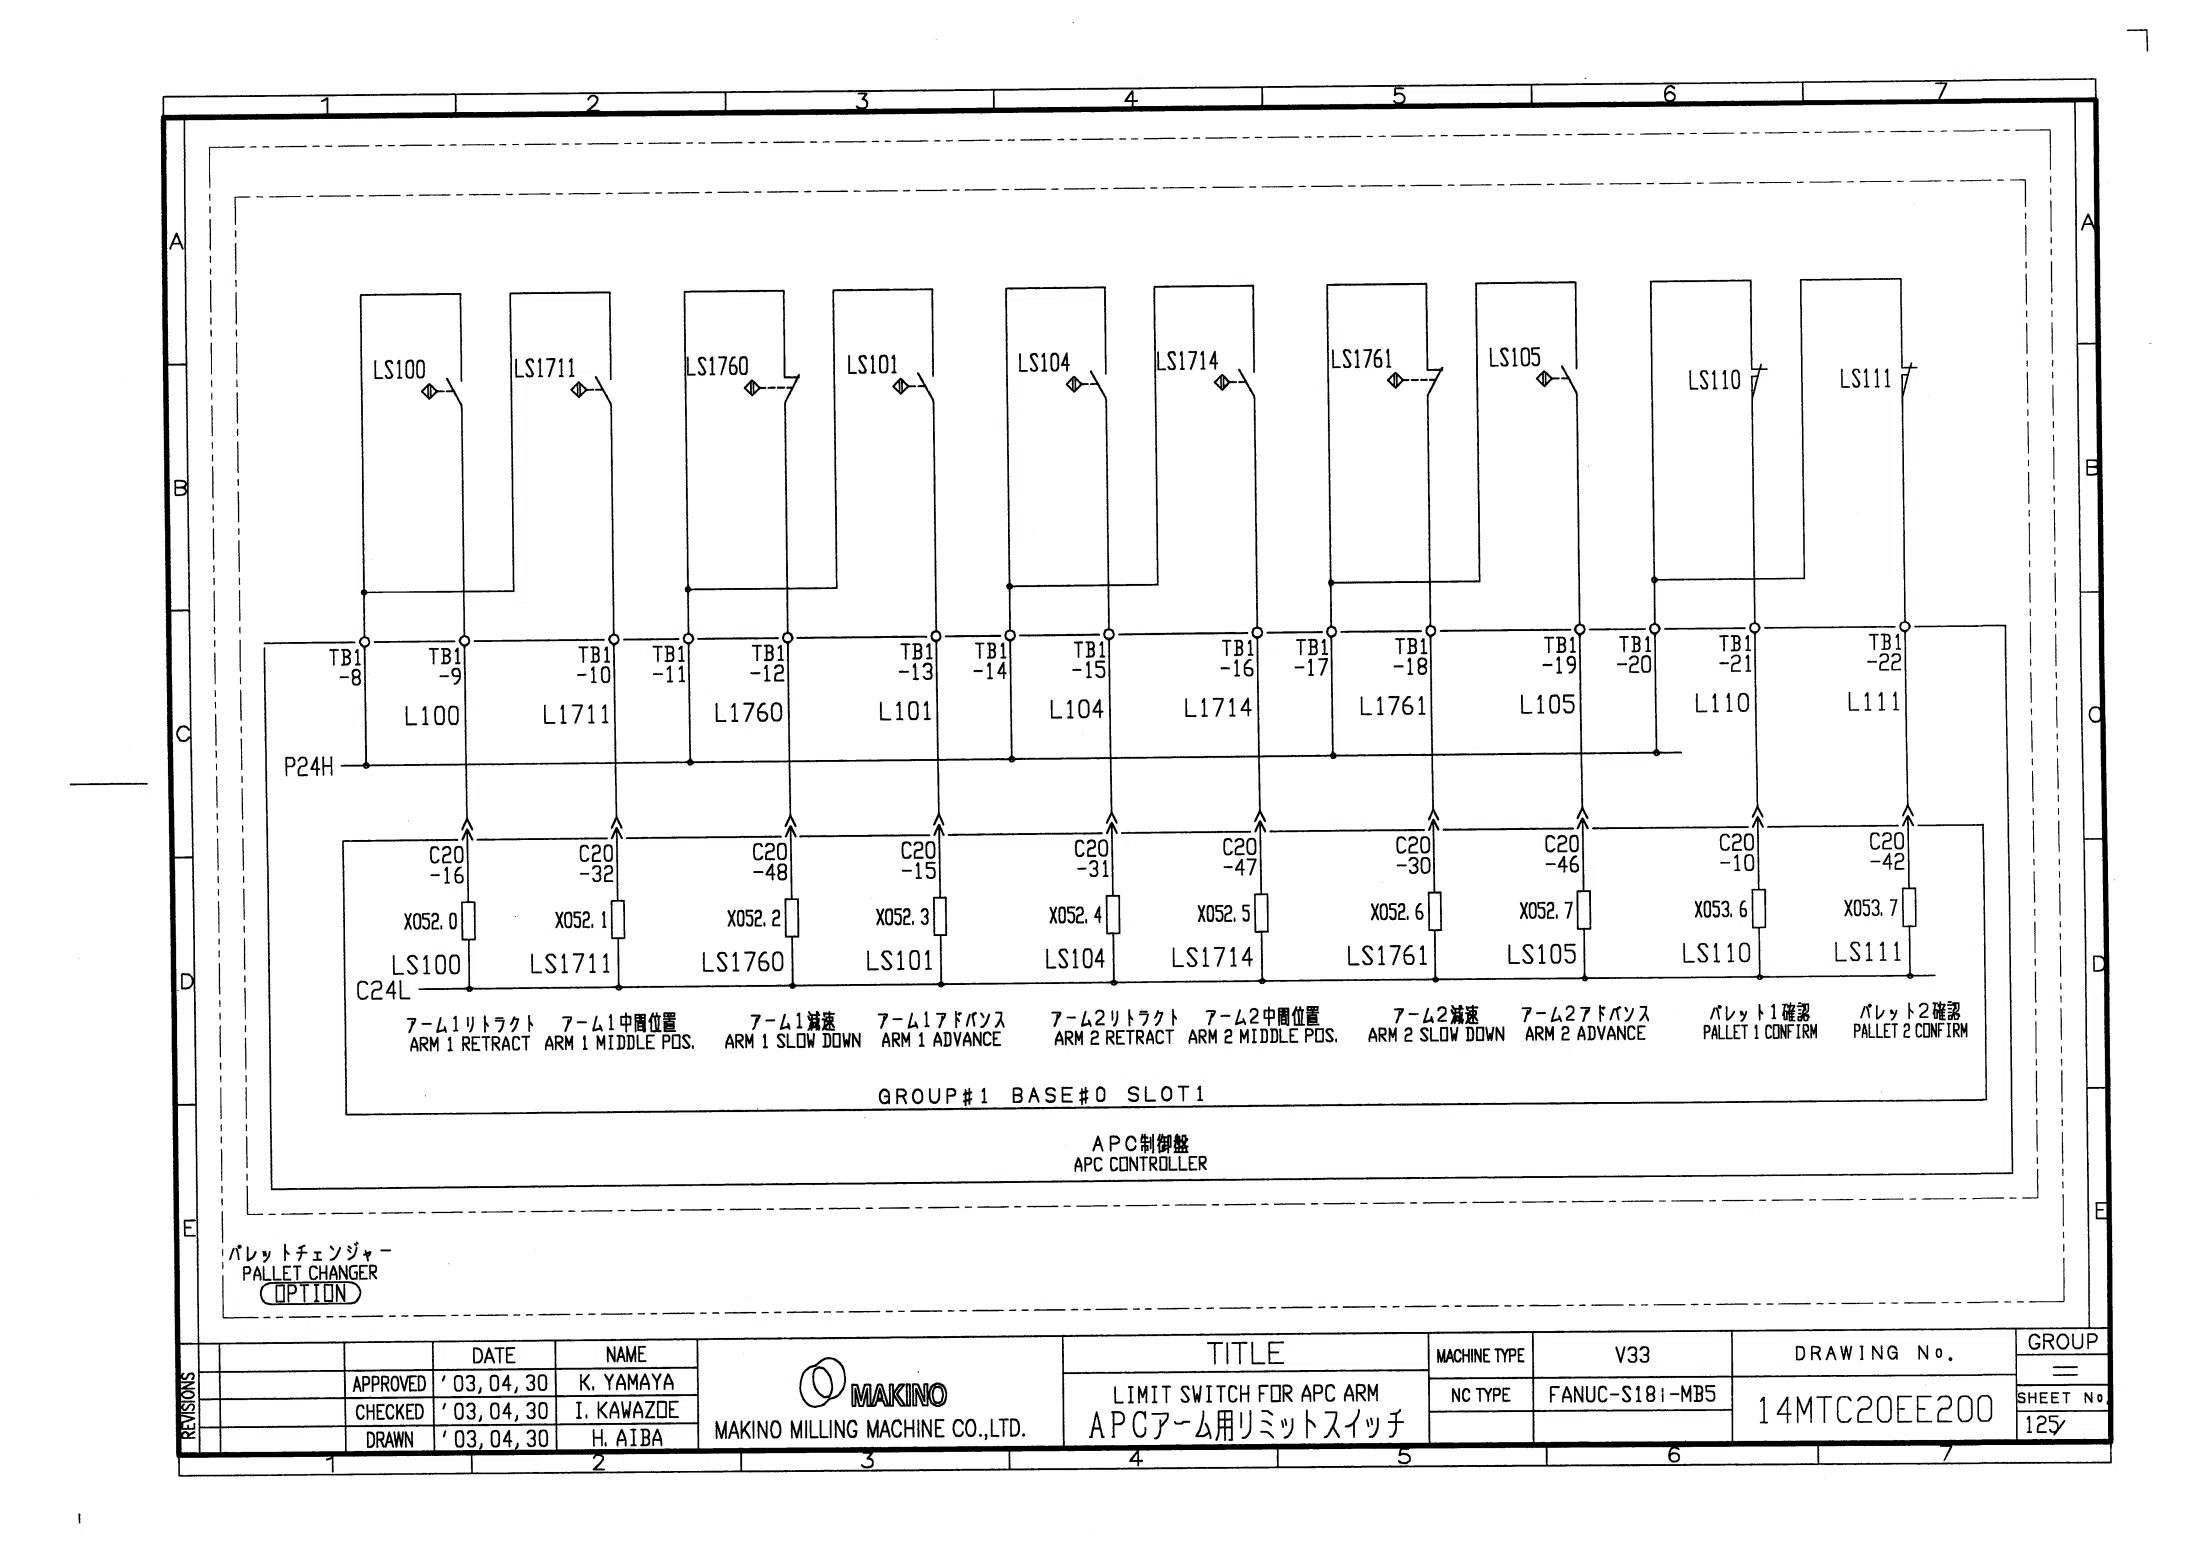 1 2 3 4 5 6 7
A A
LS100 LS1711 LS1760 LS101 LS104 LS1714 LS1761 LS105 LS110 LS111
B B
TB1 TB1 TB1 TB1 TB1 TB1 TB1 TB1 TB1 TB1 TB1 TB1 TB1 TB1 TB1
-8 -9 -10 -11 -12 -13 -14 -15 -16 -17 -18 -19 -20 -21 -22
L100 L1711 L1760 L101 L104 L1714 L1761 L105 L110 L111
C C
P24H
C20 C20 C20 C20 C20 C20 C20 C20 C20 C20
-16 -32 -48 -15 -31 -47 -30 -46 -10 -42
X052.0 X052.1 X052.2 X052.3 X052.4 X052.5 X052.6 X052.7 X053.6 X053.7
LS100 LS1711 LS1760 LS101 LS104 LS1714 LS1761 LS105 LS110 LS111
D D
C24L
アーム1リトラクト アーム1中間位置 アーム1減速 アーム1アドバンス アーム2リトラクト アーム2中間位置 アーム2減速 アーム2アドバンス パレット1確認 パレット2確認
ARM 1 RETRACT ARM 1 MIDDLE POS. ARM 1 SLOW DOWN ARM 1 ADVANCE ARM 2 RETRACT ARM 2 MIDDLE POS. ARM 2 SLOW DOWN ARM 2 ADVANCE PALLET 1 CONFIRM PALLET 2 CONFIRM
GROUP#1 BASE#0 SLOT1
APC制御盤
APC CONTROLLER
E E
パレットチェンジャー
PALLET CHANGER
OPTION
REVISIONS
DATE NAME
APPROVED '03,04,30 K. YAMAYA
CHECKED '03,04,30 I. KAWAZOE
DRAWN '03,04,30 H. AIBA
MAKINO
MAKINO MILLING MACHINE CO.,LTD.
TITLE
LIMIT SWITCH FOR APC ARM
APCアーム用リミットスイッチ
MACHINE TYPE V33
NC TYPE FANUC-S18i-MB5
DRAWING No.
14MTC20EE200
GROUP
=
SHEET No.
125/
1 2 3 4 5 6 7